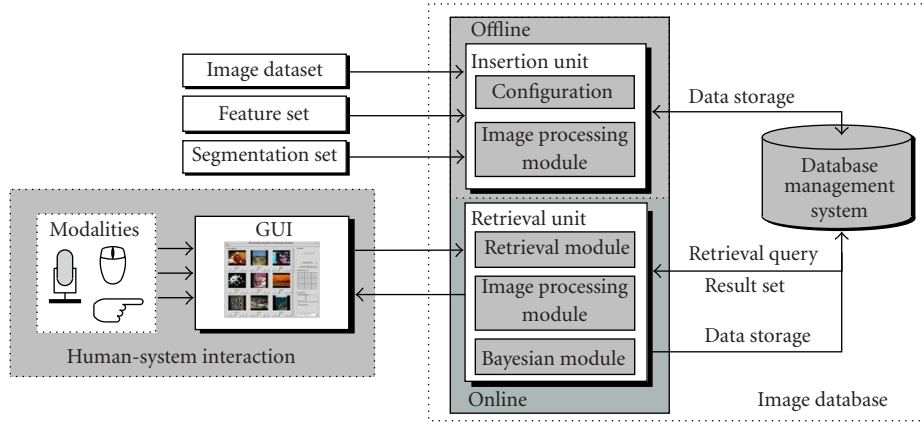 Offline
Insertion unit
Configuration
Image processing
module
Image dataset
Feature set
Segmentation set
Data storage
Database
management
system
Modalities
GUI
Human-system interaction
Retrieval unit
Retrieval module
Image processing
module
Bayesian module
Online
Retrieval query
Result set
Data storage
Image database